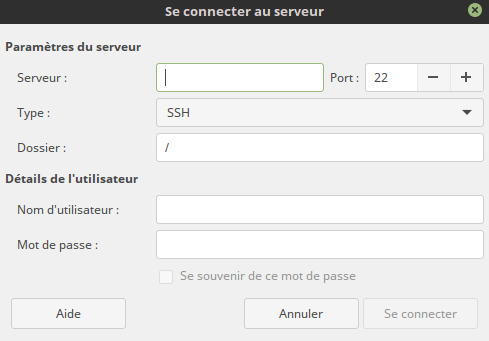 Se connecter au serveur
Paramètres du serveur
Serveur : Port : 22
Type : SSH
Dossier : /
Détails de l'utilisateur
Nom d'utilisateur :
Mot de passe :
Se souvenir de ce mot de passe
Aide Annuler Se connecter